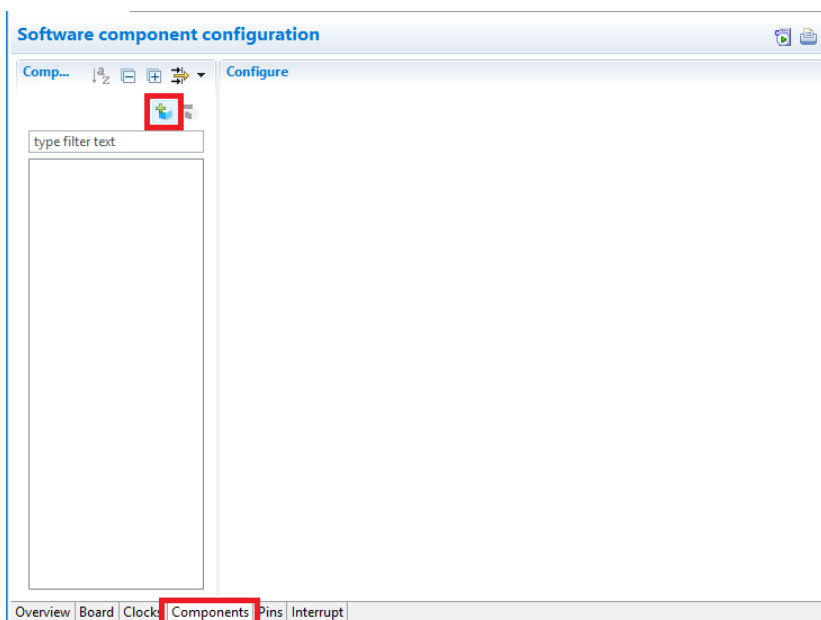 Software component configuration
Comp...
Configure
type filter text
Overview Board Clocks Components Pins Interrupt